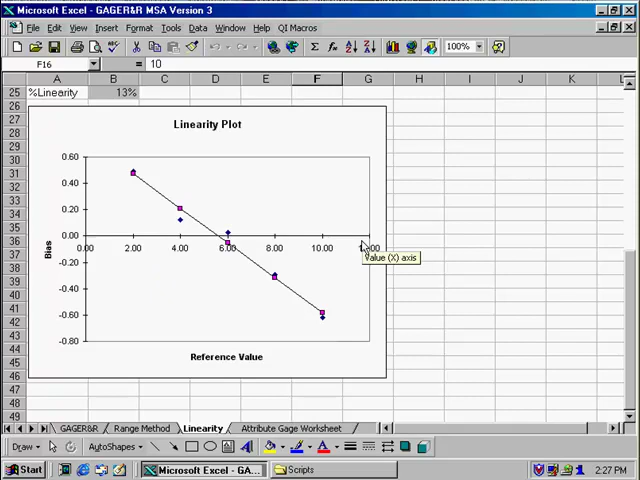 Microsoft Excel - GAGER&R MSA Version 3
File Edit View Insert Format Tools Data Window Help QI Macros
Σ fx 100%
F16 = 10
A B C D E F G H I J K L
25 %Linearity 13%
26
27
28
29
30
31
32
33
34
35
36
37
38
39
40
41
42
43
44
45
46
47
48
49
Linearity Plot
0.60
0.40
0.20
0.00
0.00 2.00 4.00 6.00 8.00 10.00
Value (X) axis
-0.20
-0.40
-0.60
-0.80
Bias
Reference Value
GAGER&R Range Method Linearity Attribute Gage Worksheet
Draw AutoShapes
Start Microsoft Excel - GA... Scripts 2:27 PM